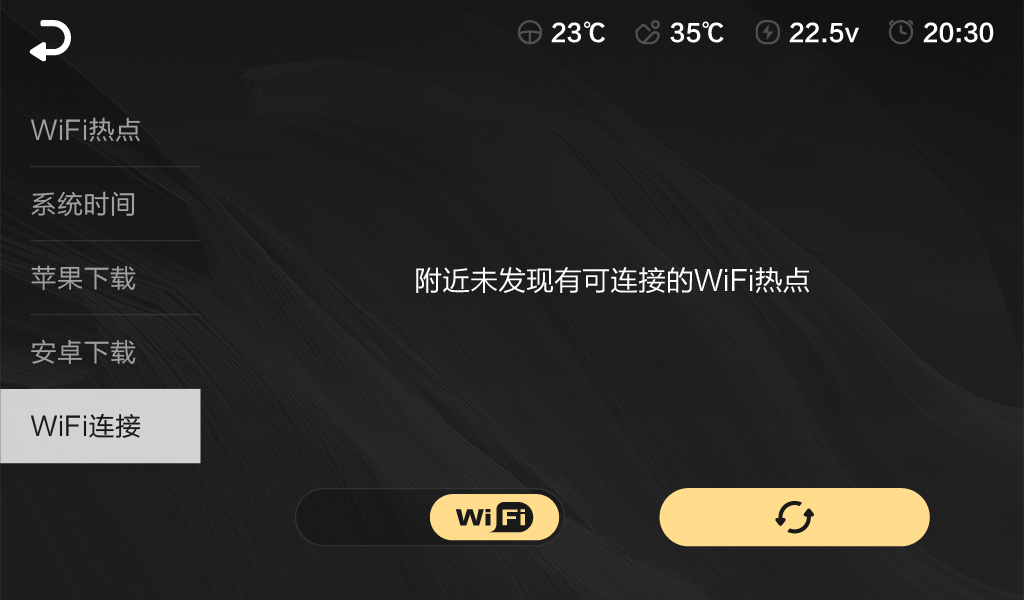 23℃ 35℃ 22.5v 20:30
WiFi热点
系统时间
苹果下载
安卓下载
WiFi连接
附近未发现有可连接的WiFi热点
WiFi